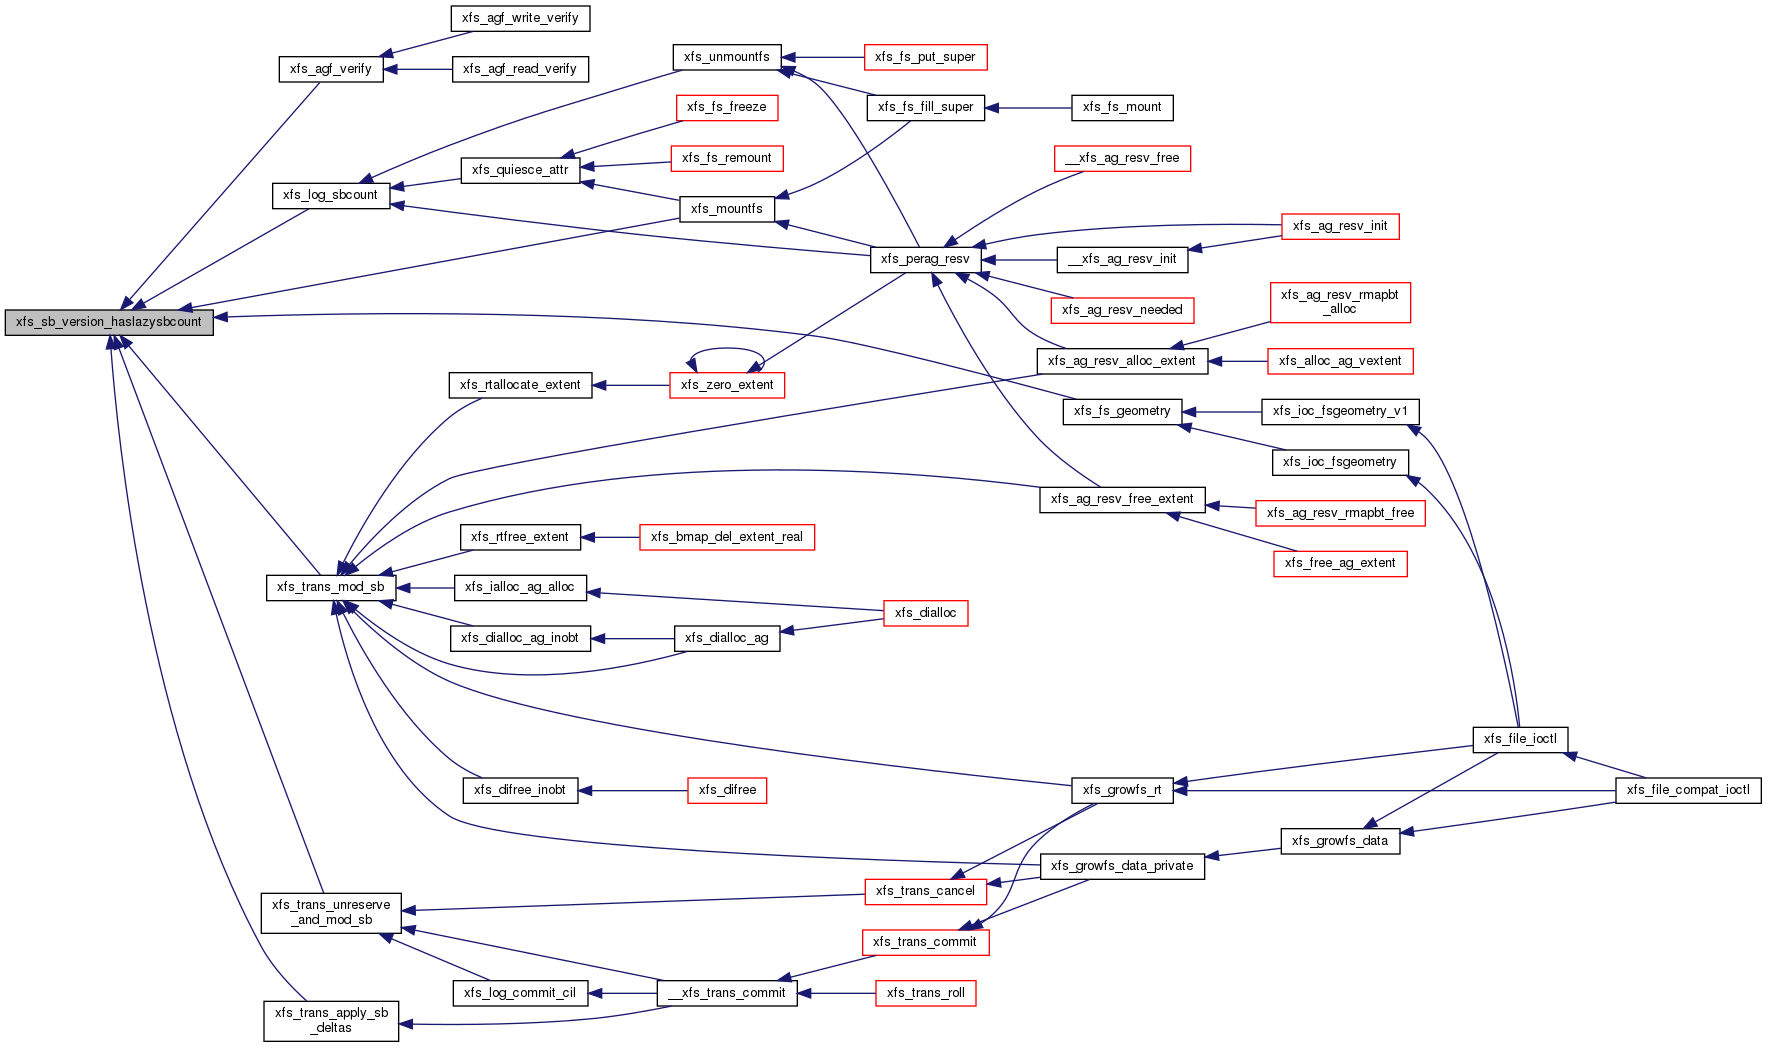 xfs_agf_write_verify
xfs_agf_verify
xfs_agf_read_verify
xfs_unmountfs
xfs_fs_put_super
xfs_fs_freeze
xfs_fs_fill_super
xfs_fs_mount
xfs_quiesce_attr
xfs_fs_remount
__xfs_ag_resv_free
xfs_log_sbcount
xfs_mountfs
xfs_ag_resv_init
xfs_perag_resv
__xfs_ag_resv_init
xfs_ag_resv_needed
xfs_ag_resv_rmapbt
_alloc
xfs_sb_version_haslazysbcount
xfs_ag_resv_alloc_extent
xfs_alloc_ag_vextent
xfs_rtallocate_extent
xfs_zero_extent
xfs_fs_geometry
xfs_ioc_fsgeometry_v1
xfs_ioc_fsgeometry
xfs_ag_resv_free_extent
xfs_ag_resv_rmapbt_free
xfs_rtfree_extent
xfs_bmap_del_extent_real
xfs_free_ag_extent
xfs_trans_mod_sb
xfs_ialloc_ag_alloc
xfs_dialloc
xfs_dialloc_ag_inobt
xfs_dialloc_ag
xfs_file_ioctl
xfs_difree_inobt
xfs_difree
xfs_growfs_rt
xfs_file_compat_ioctl
xfs_growfs_data
xfs_growfs_data_private
xfs_trans_cancel
xfs_trans_unreserve
_and_mod_sb
xfs_trans_commit
xfs_log_commit_cil
__xfs_trans_commit
xfs_trans_roll
xfs_trans_apply_sb
_deltas